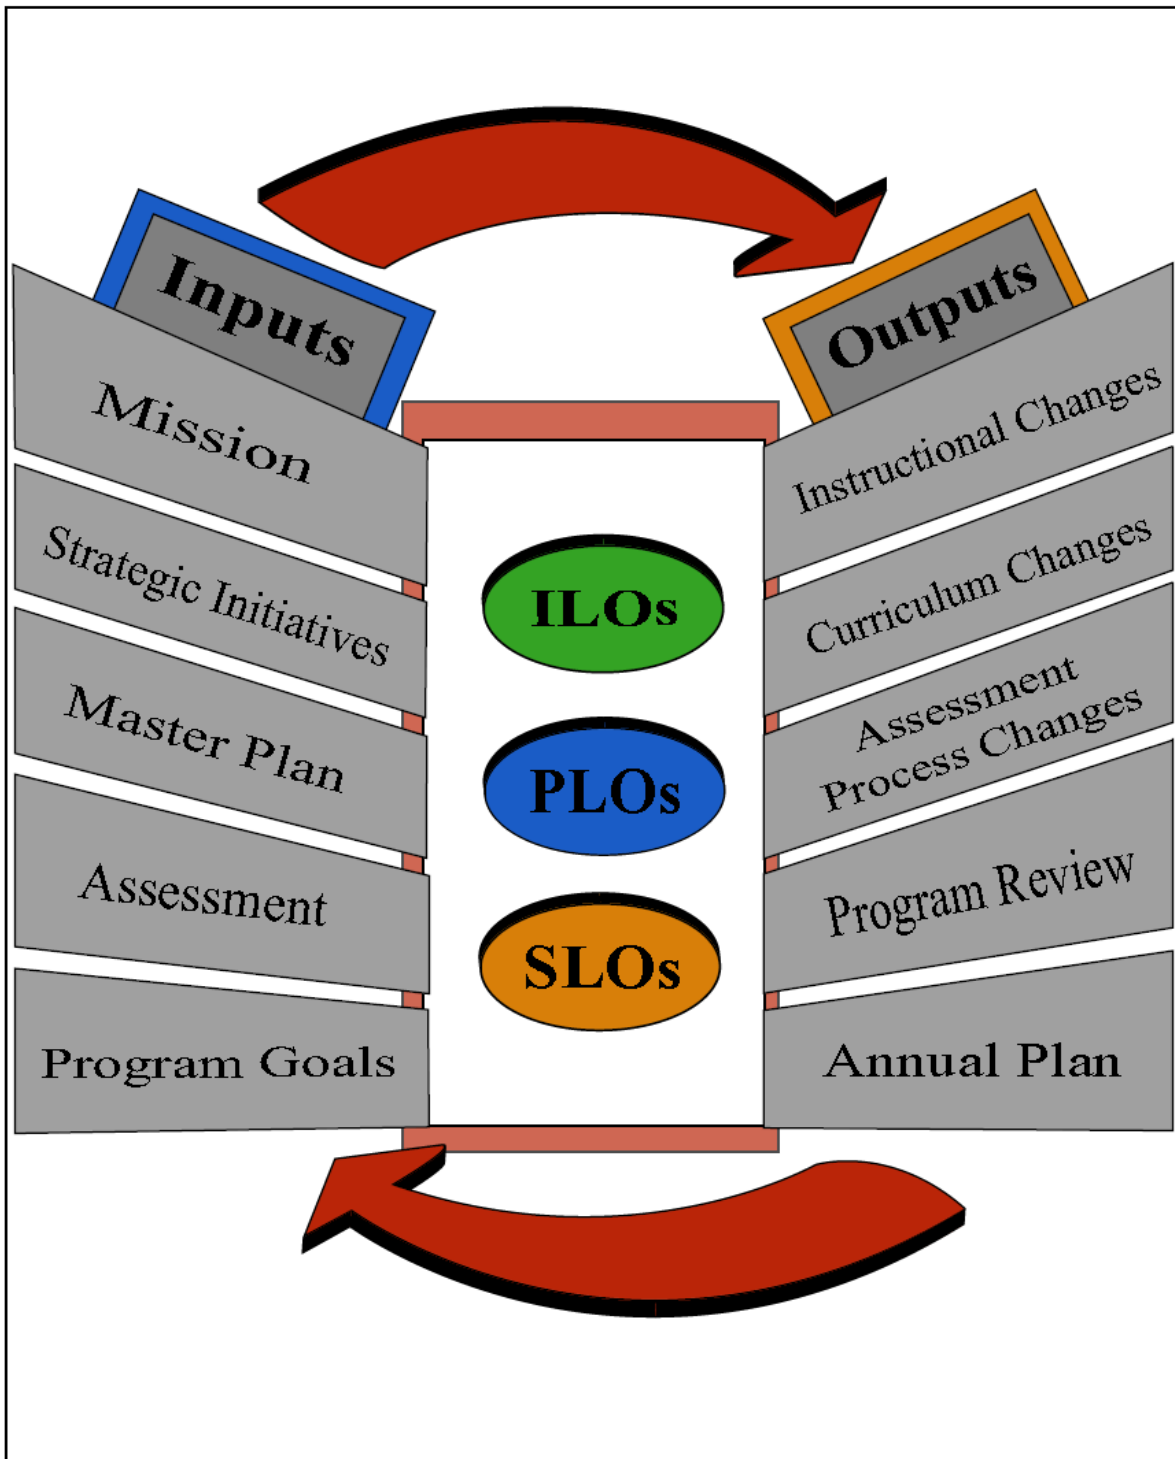 Inputs
Mission
Strategic Initiatives
Master Plan
Assessment
Program Goals
ILOs
PLOs
SLOs
Outputs
Instructional Changes
Curriculum Changes
Assessment
Process Changes
Program Review
Annual Plan